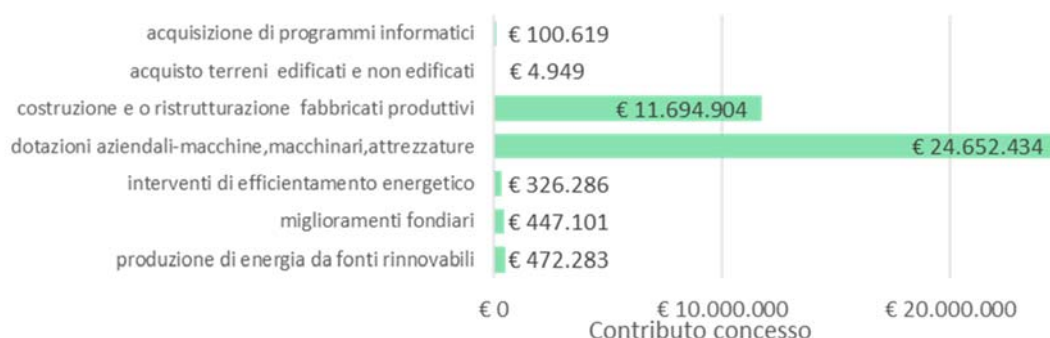 acquisizione di programmi informatici € 100.619
acquisto terreni edificati e non edificati € 4.949
costruzione e o ristrutturazione fabbricati produttivi € 11.694.904
dotazioni aziendali-macchine,macchinari,attrezzature € 24.652.434
interventi di efficientamento energetico € 326.286
miglioramenti fondiari € 447.101
produzione di energia da fonti rinnovabili € 472.283
€ 0 € 10.000.000 € 20.000.000
Contributo concesso